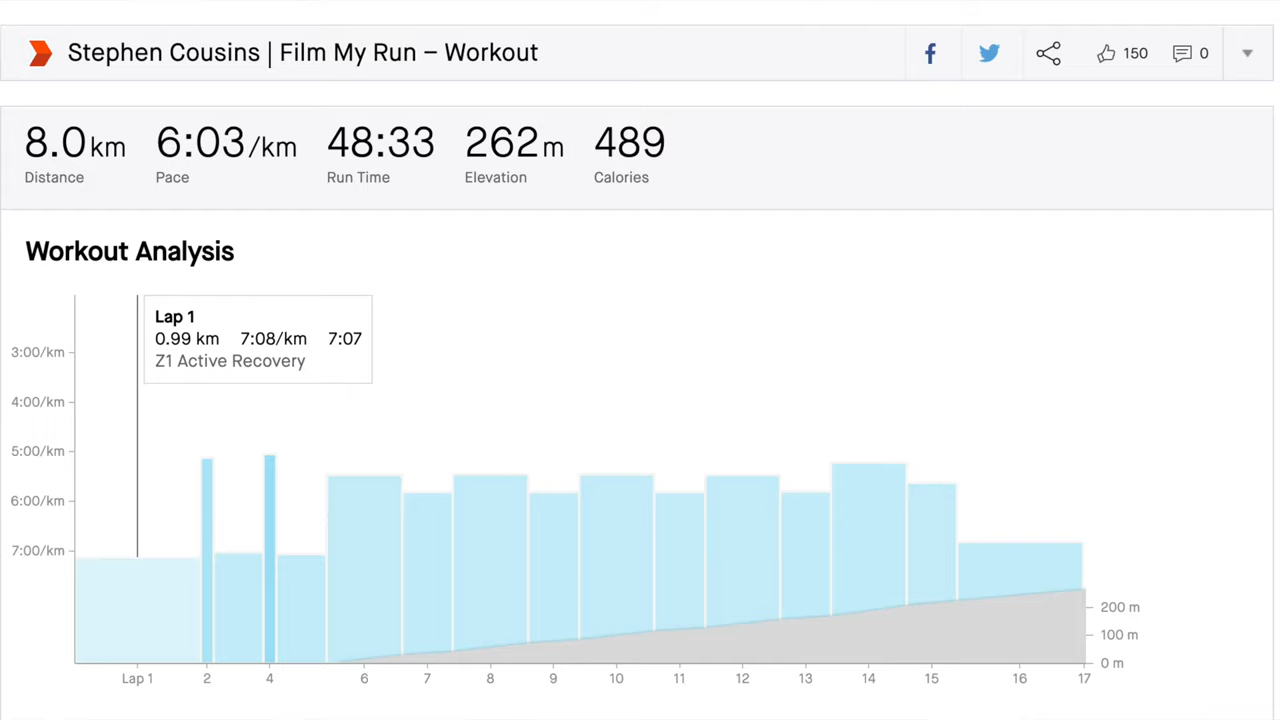 Stephen Cousins | Film My Run – Workout
150
0
8.0 km 6:03 /km 48:33 262 m 489
Distance Pace Run Time Elevation Calories
Workout Analysis
Lap 1
0.99 km 7:08/km 7:07
Z1 Active Recovery
3:00/km
4:00/km
5:00/km
6:00/km
7:00/km
200 m
100 m
0 m
Lap 1 2 4 6 7 8 9 10 11 12 13 14 15 16 17